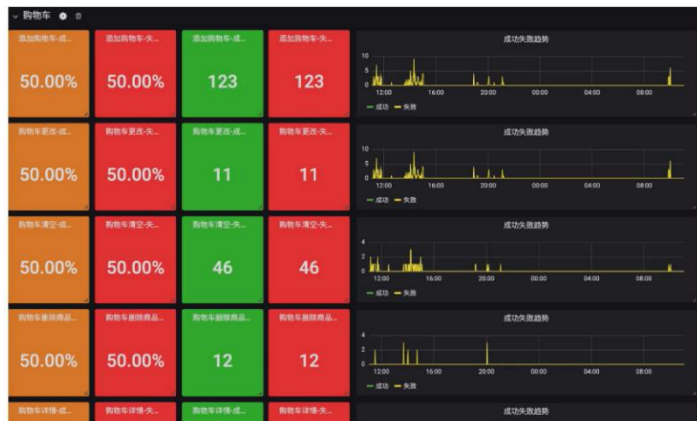 购物车
添加购物车-成...
添加购物车-失...
添加购物车-成...
添加购物车-失...
成功失败趋势
50.00%
50.00%
123
123
10
5
0
12:00
16:00
20:00
00:00
04:00
08:00
成功
失败
购物车更改-成...
购物车更改-失...
购物车更改-成...
购物车更改-失...
成功失败趋势
50.00%
50.00%
11
11
10
5
0
12:00
16:00
20:00
00:00
04:00
08:00
成功
失败
购物车清空-成...
购物车清空-失...
购物车清空-失...
购物车清空-失...
成功失败趋势
50.00%
50.00%
46
46
4
2
0
12:00
16:00
20:00
00:00
04:00
08:00
成功
失败
购物车删除商品...
购物车删除商品...
购物车删除商品...
购物车删除商品...
成功失败趋势
50.00%
50.00%
12
12
4
2
0
12:00
16:00
20:00
00:00
04:00
08:00
成功
失败
购物车详情-成...
购物车详情-失...
购物车详情-成...
购物车详情-失...
成功失败趋势